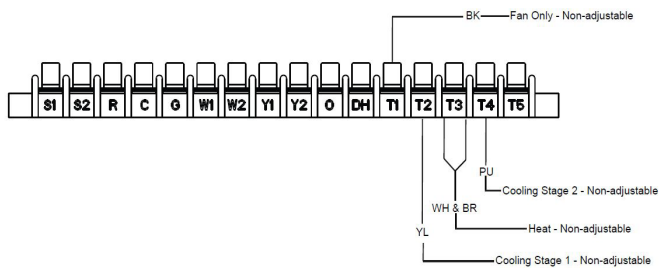 BK Fan Only - Non-adjustable
S1 S2 R C G W1 W2 Y1 Y2 O DH T1 T2 T3 T4 T5
PU
Cooling Stage 2 - Non-adjustable
WH & BR
Heat - Non-adjustable
YL
Cooling Stage 1 - Non-adjustable